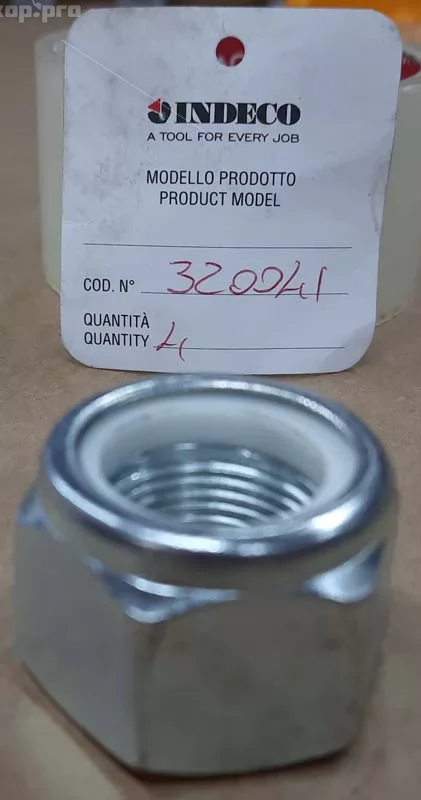 INDECO
A TOOL FOR EVERY JOB
MODELLO PRODOTTO
PRODUCT MODEL
COD. N° 320041
QUANTITÀ
QUANTITY 4